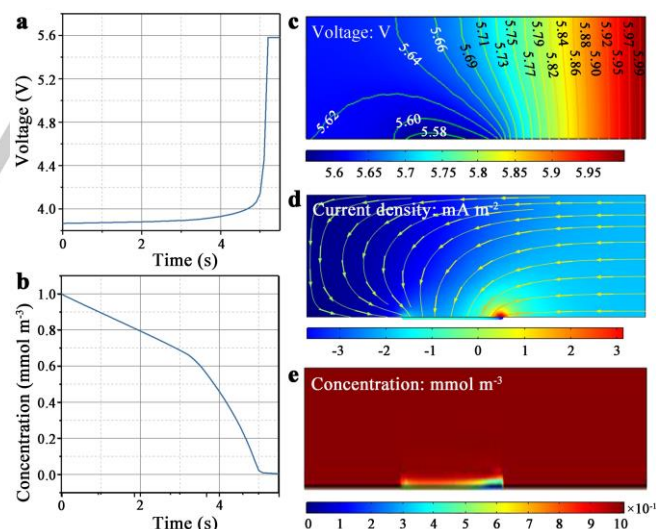 a
5.6
5.2
4.8
4.4
4.0
Voltage (V)
0
2
4
Time (s)
b
1.0
0.8
0.6
0.4
0.2
0.0
Concentration (mmol m⁻³)
0
2
4
Time (s)
c
Voltage: V
5.62
5.64
5.66
5.69
5.71
5.73
5.75
5.77
5.79
5.82
5.84
5.86
5.88
5.90
5.92
5.95
5.97
5.99
5.60
5.58
5.6 5.65 5.7 5.75 5.8 5.85 5.9 5.95
d
Current density: mA m⁻²
-3 -2 -1 0 1 2 3
e
Concentration: mmol m⁻³
0 1 2 3 4 5 6 7 8 9 10 ×10⁻¹